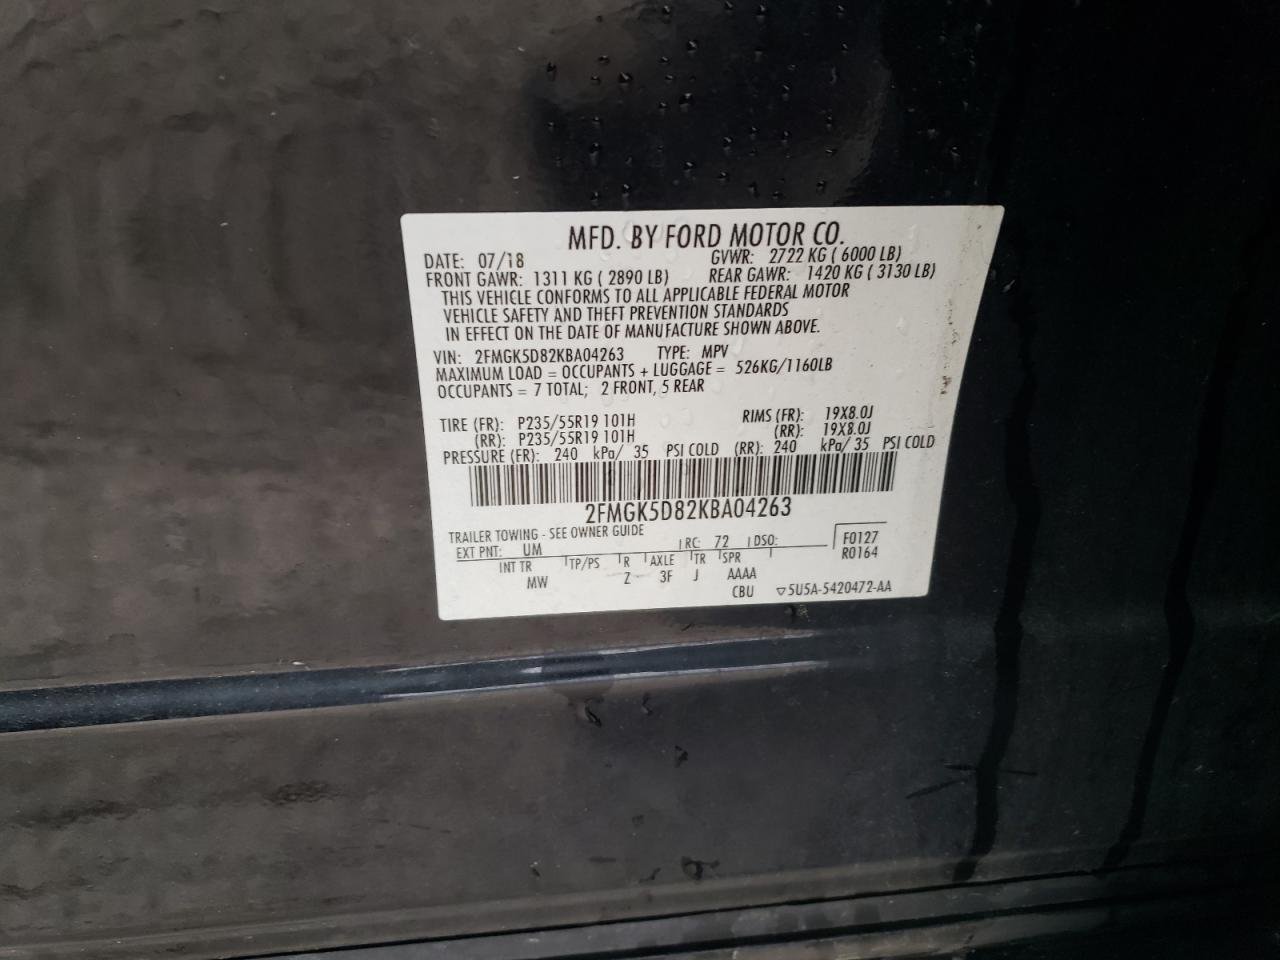 MFD. BY FORD MOTOR CO.
DATE: 07/18 GVWR: 2722 KG ( 6000 LB)
FRONT GAWR: 1311 KG ( 2890 LB) REAR GAWR: 1420 KG ( 3130 LB)
THIS VEHICLE CONFORMS TO ALL APPLICABLE FEDERAL MOTOR
VEHICLE SAFETY AND THEFT PREVENTION STANDARDS
IN EFFECT ON THE DATE OF MANUFACTURE SHOWN ABOVE.
VIN: 2FMGK5D82KBA04263 TYPE: MPV
MAXIMUM LOAD = OCCUPANTS + LUGGAGE = 526KG/1160LB
OCCUPANTS = 7 TOTAL; 2 FRONT, 5 REAR
TIRE (FR): P235/55R19 101H RIMS (FR): 19X8.0J
(RR): P235/55R19 101H (RR): 19X8.0J
PRESSURE (FR): 240 kPa/ 35 PSI COLD (RR): 240 kPa/ 35 PSI COLD
2FMGK5D82KBA04263
TRAILER TOWING - SEE OWNER GUIDE
EXT PNT: UM RC: 72 DSO: F0127
INT TR TP/PS R AXLE TR SPR R0164
MW Z 3F J AAAA
CBU ▽5U5A-5420472-AA